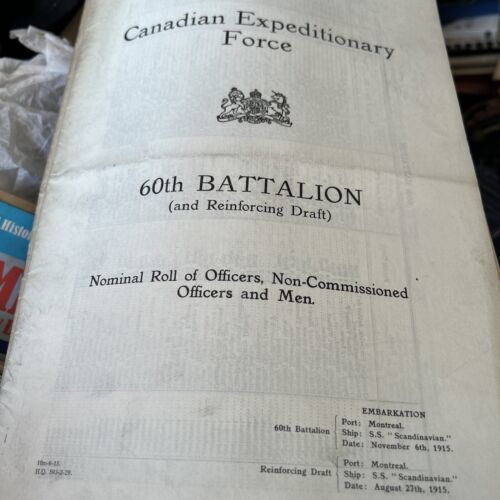 Canadian Expeditionary
Force
60th BATTALION
(and Reinforcing Draft)
Nominal Roll of Officers, Non-Commissioned
Officers and Men.
EMBARKATION
60th Battalion
Port: Montreal.
Ship: S.S. "Scandinavian."
Date: November 6th, 1915.
Reinforcing Draft
Port: Montreal.
Ship: S.S. "Scandinavian."
Date: August 27th, 1915.
H.Q.